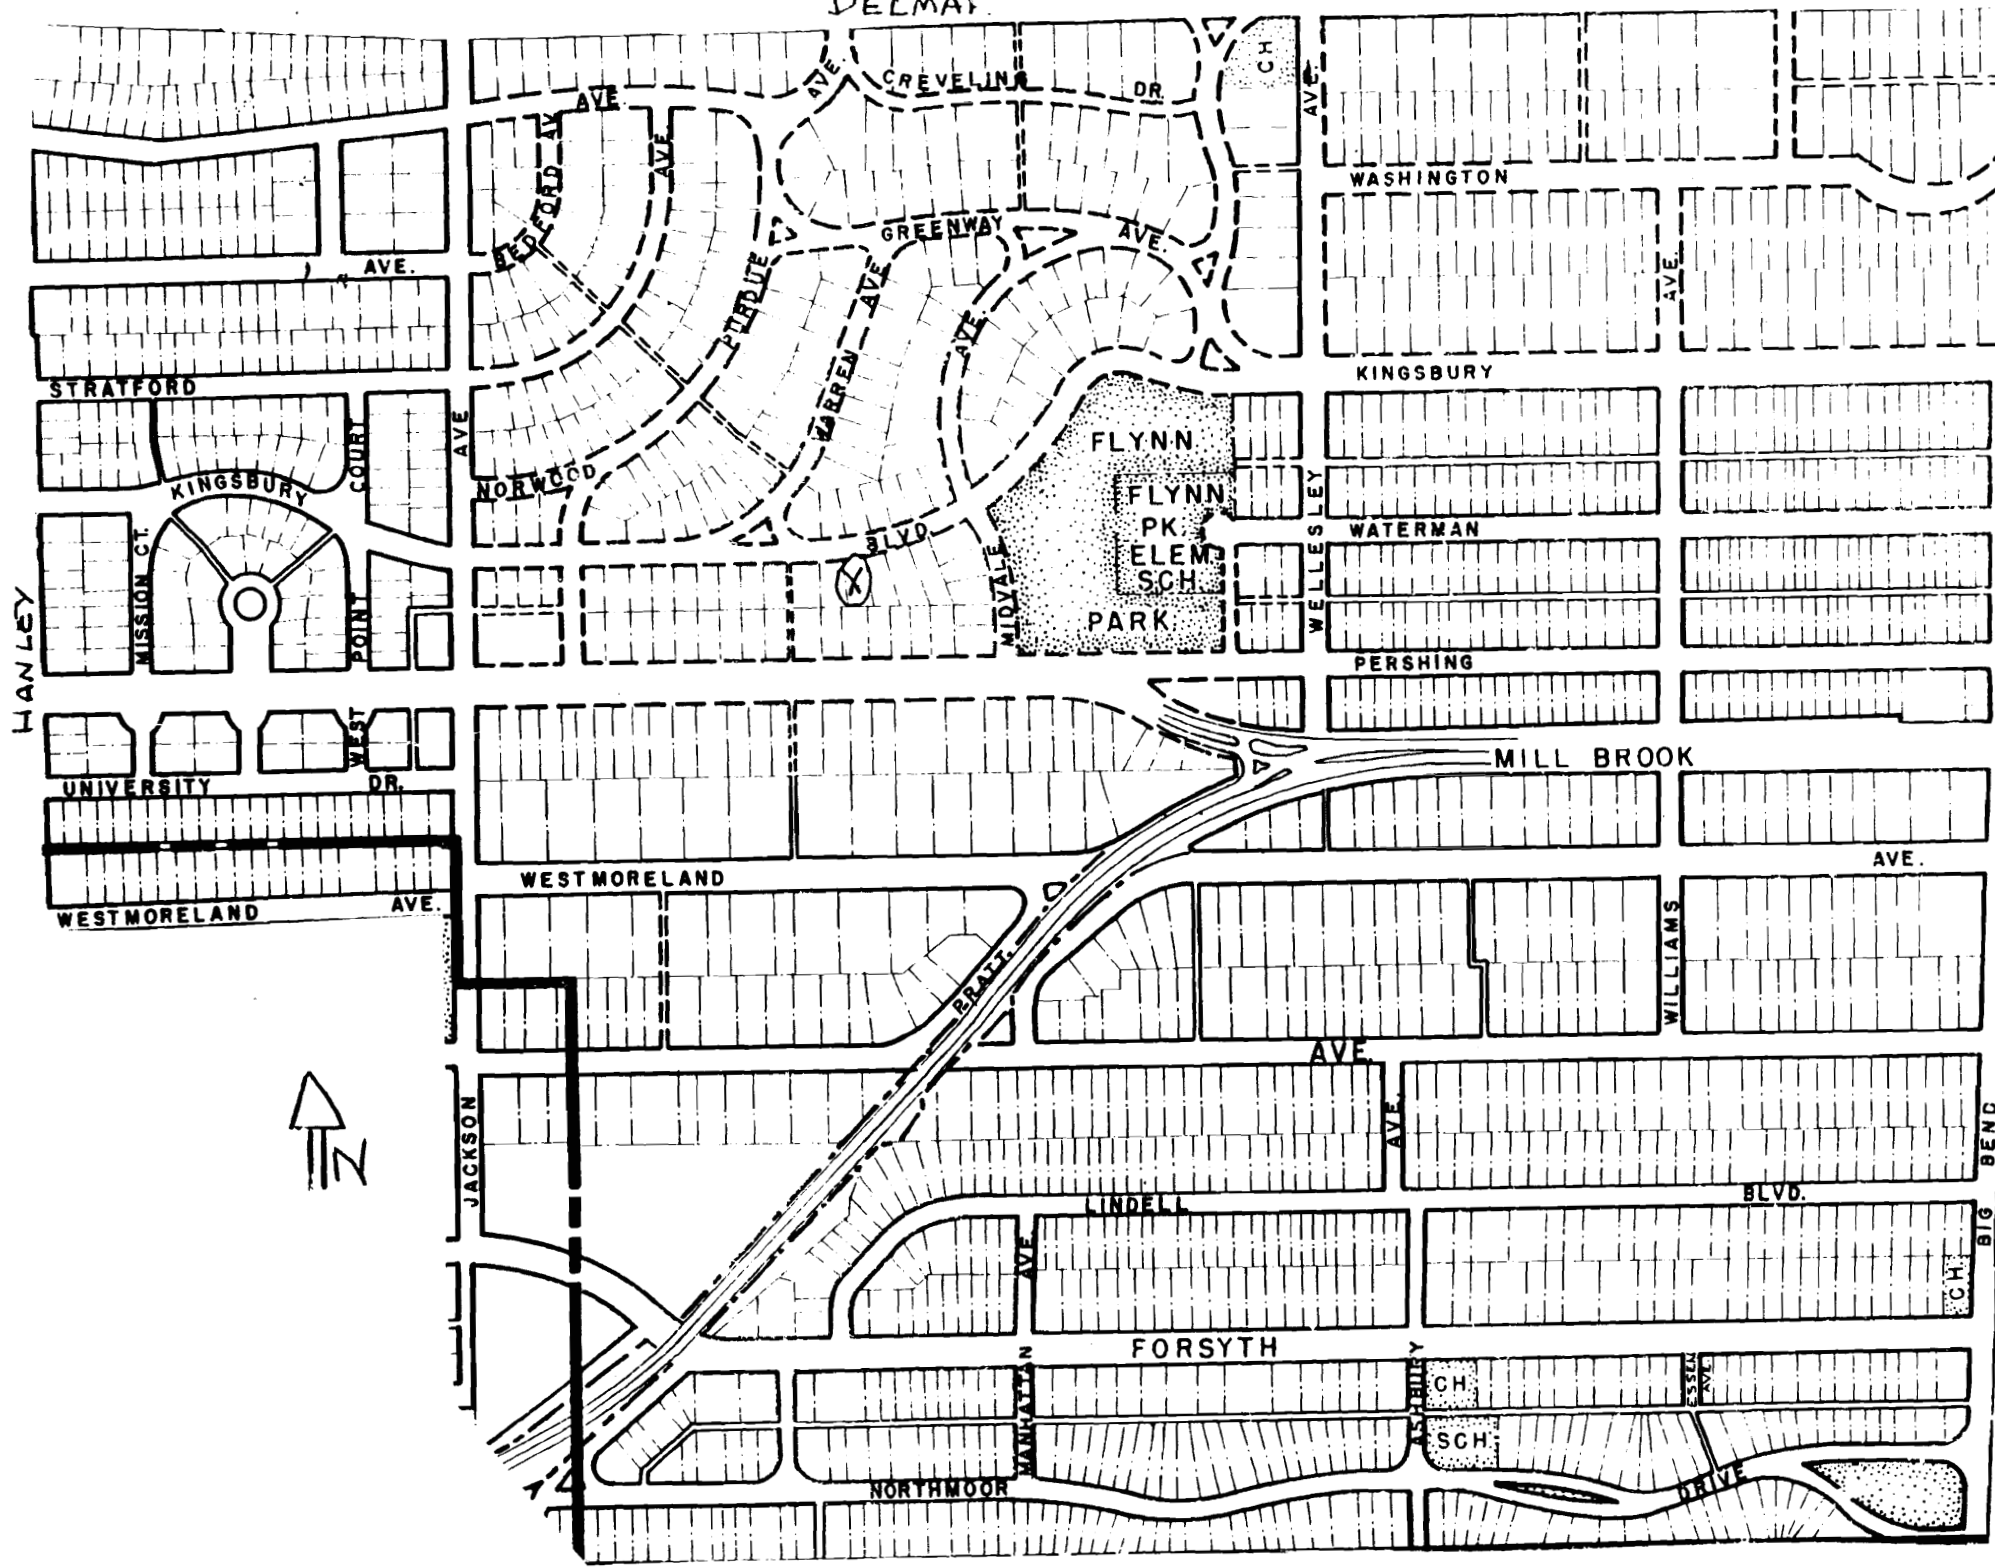 DELMAR
CH
AVE.
CREVELING
DR.
AVE.
AVE.
BEDFORD AV
AVE.
WASHINGTON
GREENWAY
AVE.
AVE.
PURDUE
AVE
AVE.
AVE.
KINGSBURY
STRATFORD
WARREN
AVE
COURT
FLYNN
KINGSBURY
NORWOOD
FLYNN
PK.
ELEM
SCH.
WATERMAN
WELLESLEY
BLVD
X
MISSION CT.
MIDVALE
PARK
HANLEY
POINT
WEST
PERSHING
MILL BROOK
UNIVERSITY
DR.
AVE.
WESTMORELAND
WESTMORELAND
AVE.
WILLIAMS
PRATT.
AVE.
N
JACKSON
AVE.
BEND
BIG
LINDELL
BLVD.
AVE.
CH.
FORSYTH
MANHATTAN
ASHBURY
CH
ESSEN
AVE.
SCH.
NORTHMOOR
DRIVE